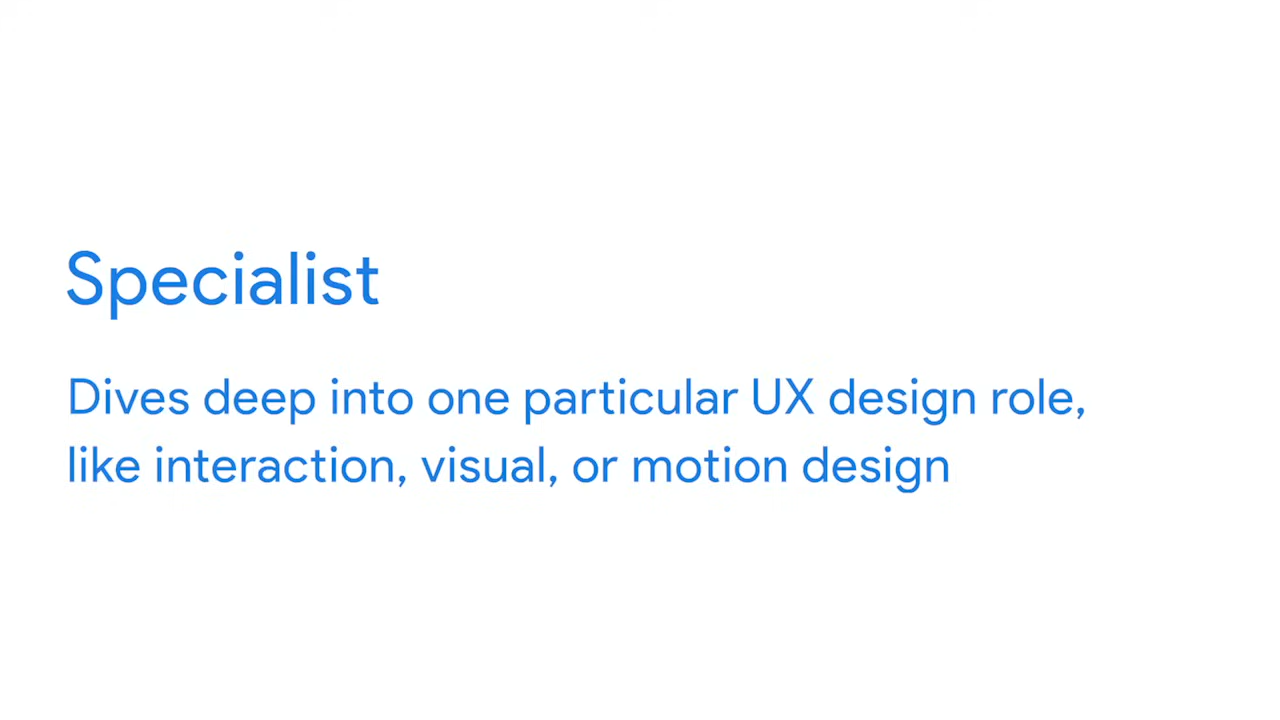 Specialist
Dives deep into one particular UX design role,
like interaction, visual, or motion design